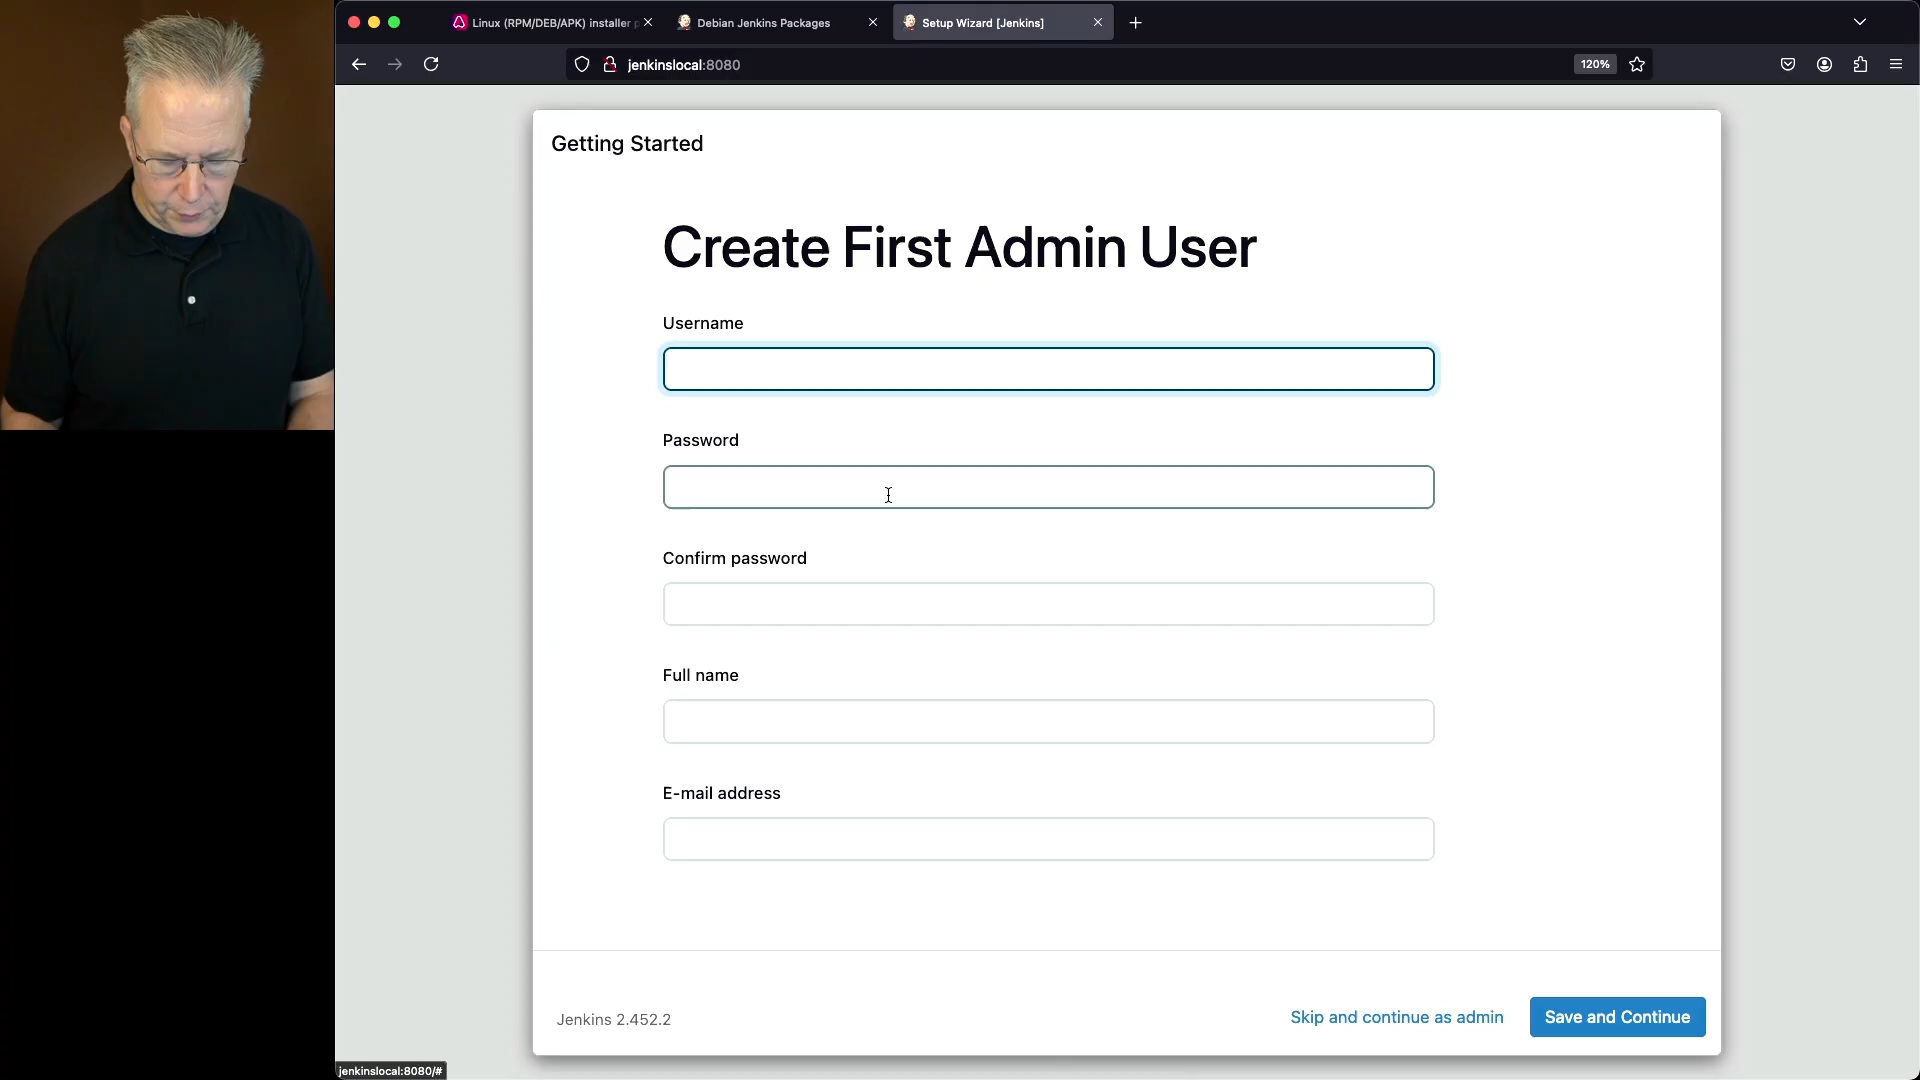 Linux (RPM/DEB/APK) installer p
Debian Jenkins Packages
Setup Wizard [Jenkins]
jenkinslocal:8080
120%
Getting Started
Create First Admin User
Username
Password
Confirm password
Full name
E-mail address
Jenkins 2.452.2
Skip and continue as admin
Save and Continue
jenkinslocal:8080/#